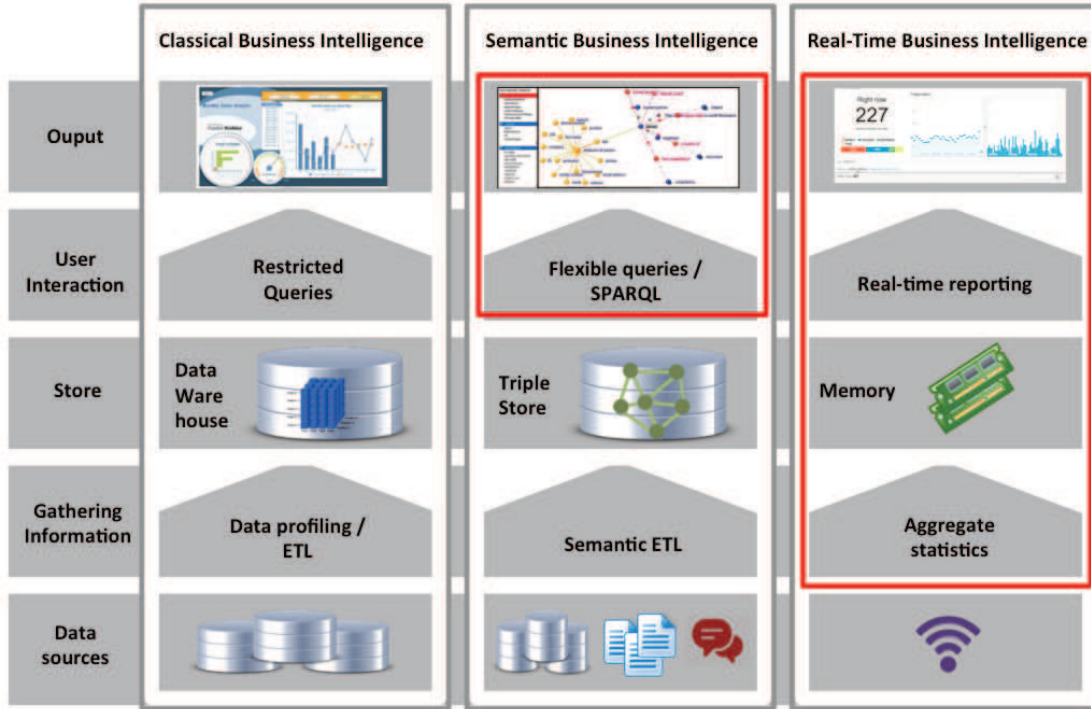 Classical Business Intelligence
Semantic Business Intelligence
Real-Time Business Intelligence
Ouput
Right now
227
User
Interaction
Restricted
Queries
Flexible queries /
SPARQL
Real-time reporting
Store
Data
Ware
house
Triple
Store
Memory
Gathering
Information
Data profiling /
ETL
Semantic ETL
Aggregate
statistics
Data
sources